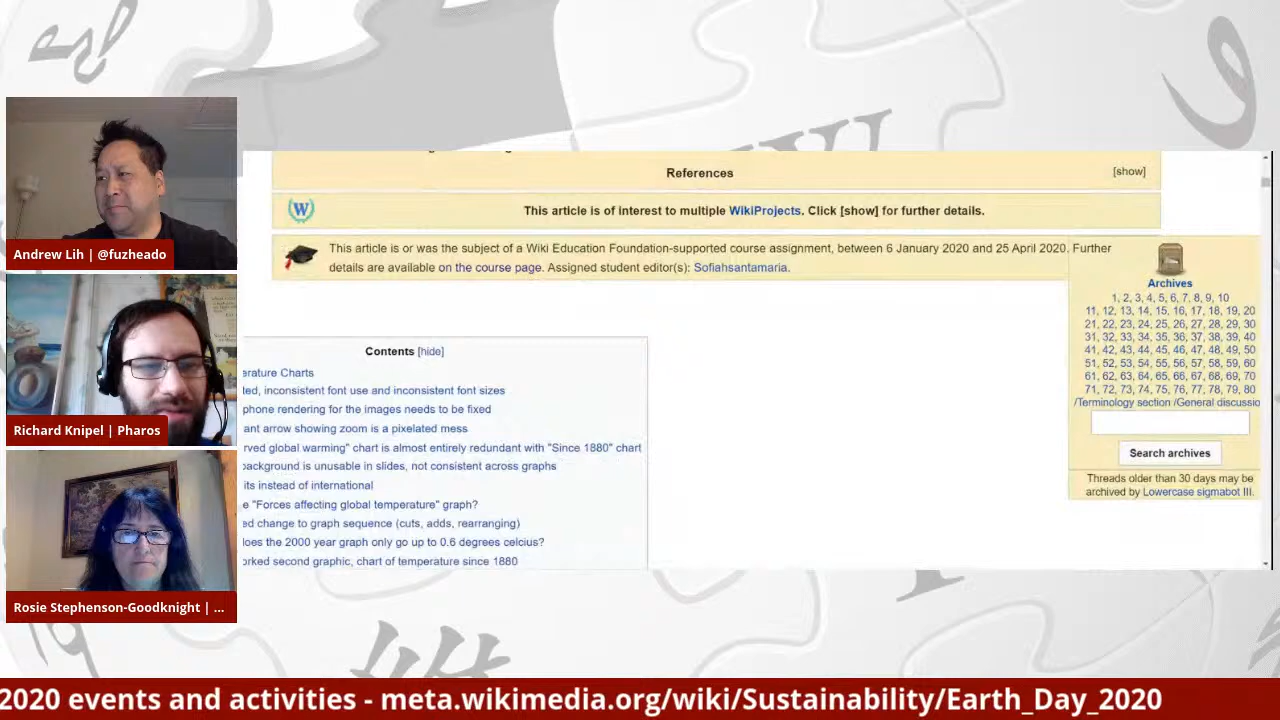 Andrew Lih | @fuzheado
Richard Knipel | Pharos
Rosie Stephenson-Goodknight | ...
References
[show]
This article is of interest to multiple WikiProjects. Click [show] for further details.
This article is or was the subject of a Wiki Education Foundation-supported course assignment, between 6 January 2020 and 25 April 2020. Further
details are available on the course page. Assigned student editor(s): Sofiahsantamaria.
Archives
1, 2, 3, 4, 5, 6, 7, 8, 9, 10
11, 12, 13, 14, 15, 16, 17, 18, 19, 20
21, 22, 23, 24, 25, 26, 27, 28, 29, 30
31, 32, 33, 34, 35, 36, 37, 38, 39, 40
41, 42, 43, 44, 45, 46, 47, 48, 49, 50
51, 52, 53, 54, 55, 56, 57, 58, 59, 60
61, 62, 63, 64, 65, 66, 67, 68, 69, 70
71, 72, 73, 74, 75, 76, 77, 78, 79, 80
/Terminology section /General discussio
Search archives
Threads older than 30 days may be
archived by Lowercase sigmabot III.
Contents [hide]
erature Charts
ted, inconsistent font use and inconsistent font sizes
phone rendering for the images needs to be fixed
ant arrow showing zoom is a pixelated mess
rved global warming" chart is almost entirely redundant with "Since 1880" chart
background is unusable in slides, not consistent across graphs
its instead of international
e "Forces affecting global temperature" graph?
ed change to graph sequence (cuts, adds, rearranging)
does the 2000 year graph only go up to 0.6 degrees celcius?
orked second graphic, chart of temperature since 1880
2020 events and activities - meta.wikimedia.org/wiki/Sustainability/Earth_Day_2020